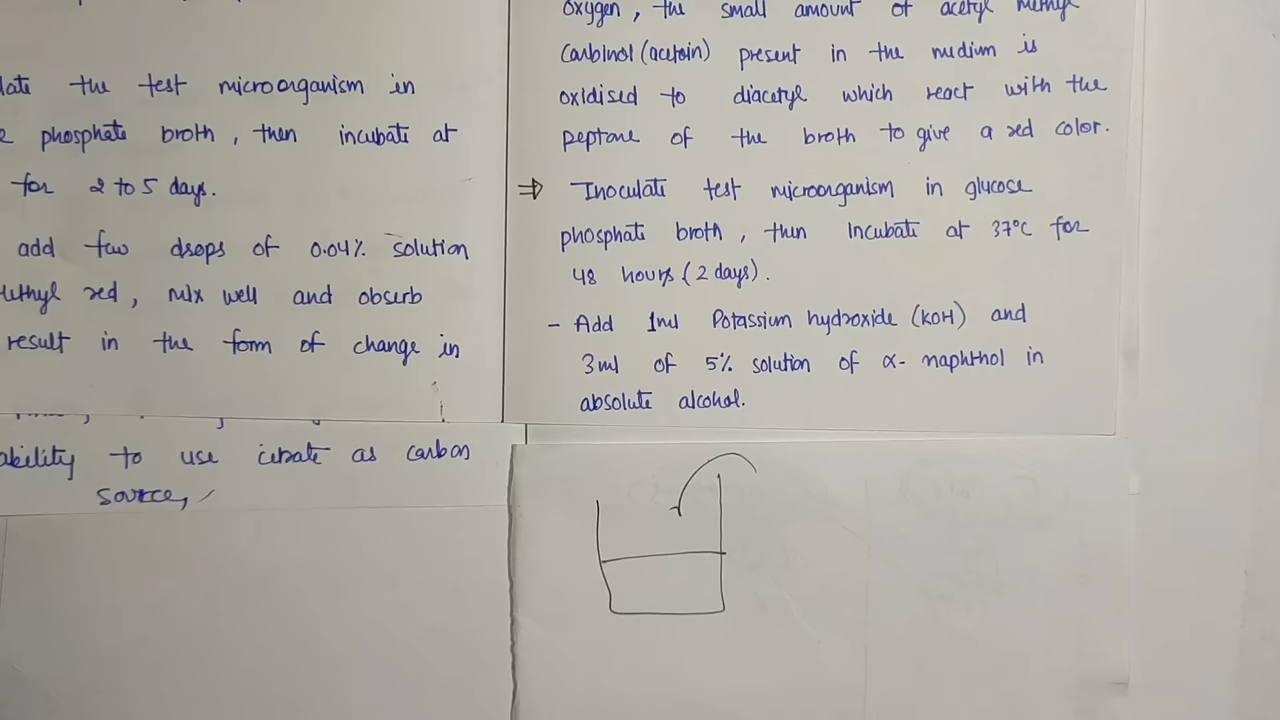 the test microorganism in
phosphate broth, then incubate at
for 2 to 5 days.
add few drops of 0.04% solution
red, mix well and obserb
result in the form of change in
ability to use citrate as carbon
source,
oxygen, the small amount of acetyl methyl
Carbinol (acetoin) present in the medium is
oxidised to diacetyl which react with the
peptone of the broth to give a red color.
⇒ Inoculate test microorganism in glucose
phosphate broth, then incubate at 37°C for
48 hours (2 days).
- Add 1ml Potassium hydroxide (KOH) and
3ml of 5% solution of α- naphthol in
absolute alcohol.